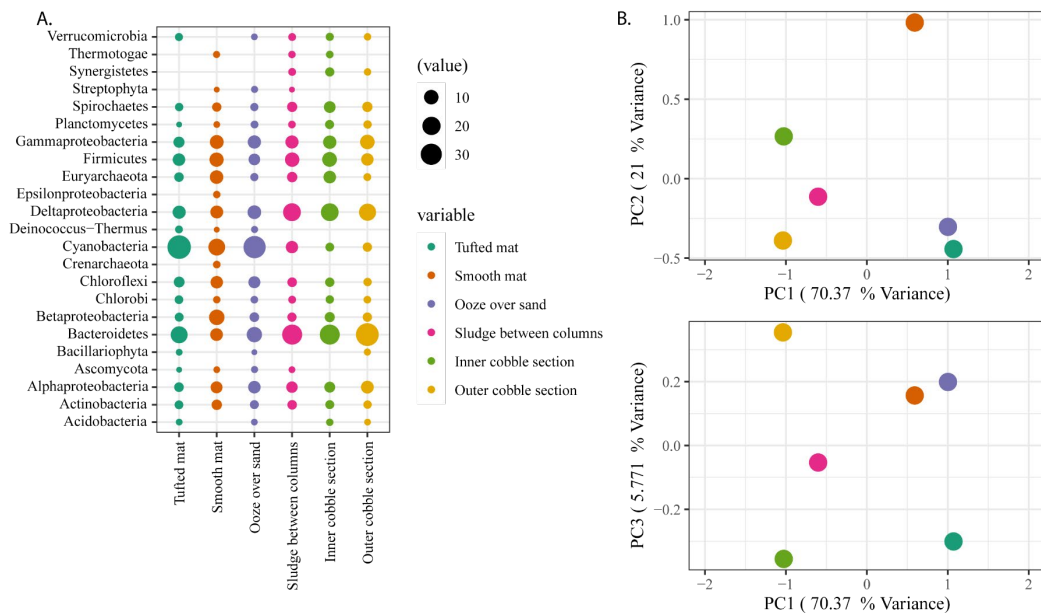 A.
Verrucomicrobia
Thermotogae
Synergistetes
Streptophyta
Spirochaetes
Planctomycetes
Gammaproteobacteria
Firmicutes
Euryarchaeota
Epsilonproteobacteria
Deltaproteobacteria
Deinococcus−Thermus
Cyanobacteria
Crenarchaeota
Chloroflexi
Chlorobi
Betaproteobacteria
Bacteroidetes
Bacillariophyta
Ascomycota
Alphaproteobacteria
Actinobacteria
Acidobacteria
Tufted mat
Smooth mat
Ooze over sand
Sludge between columns
Inner cobble section
Outer cobble section
(value)
10
20
30
variable
Tufted mat
Smooth mat
Ooze over sand
Sludge between columns
Inner cobble section
Outer cobble section
B.
PC2 ( 21 % Variance)
1.0
0.5
0.0
−0.5
−2
−1
0
1
2
PC1 ( 70.37 % Variance)
PC3 ( 5.771 % Variance)
0.2
0.0
−0.2
−2
−1
0
1
2
PC1 ( 70.37 % Variance)